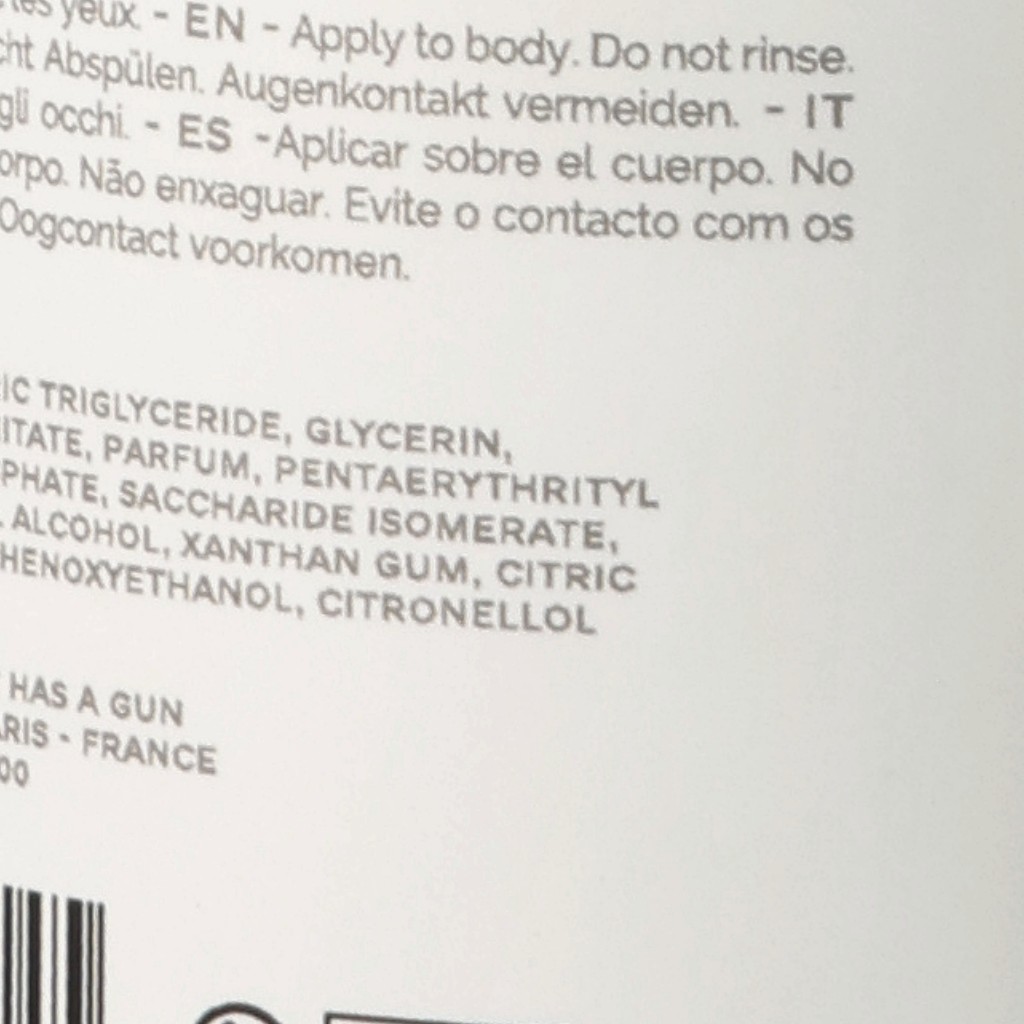 les yeux. - EN - Apply to body. Do not rinse.
cht Abspülen. Augenkontakt vermeiden. - IT
gli occhi. - ES -Aplicar sobre el cuerpo. No
orpo. Não enxaguar. Evite o contacto com os
Oogcontact voorkomen.
IC TRIGLYCERIDE, GLYCERIN,
ITATE, PARFUM, PENTAERYTHRITYL
PHATE, SACCHARIDE ISOMERATE,
ALCOHOL, XANTHAN GUM, CITRIC
HENOXYETHANOL, CITRONELLOL
HAS A GUN
ARIS - FRANCE
00